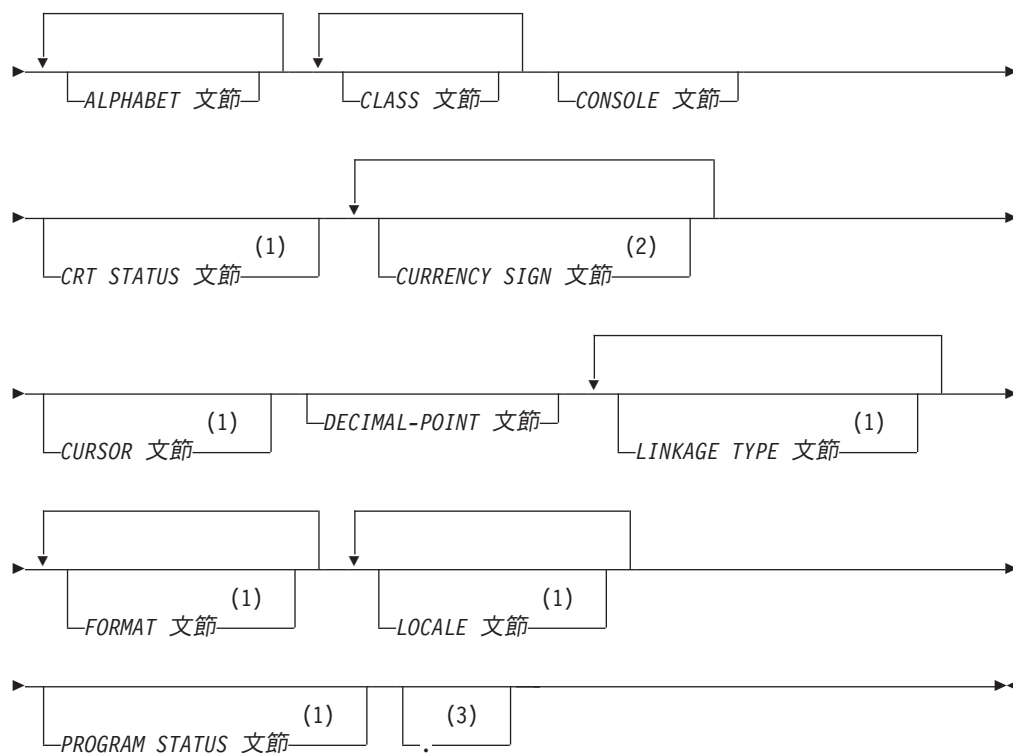 ALPHABET 文節 CLASS 文節 CONSOLE 文節
(1) (2)
CRT STATUS 文節 CURRENCY SIGN 文節
(1) DECIMAL-POINT 文節 (1)
CURSOR 文節 LINKAGE TYPE 文節
(1) (1)
FORMAT 文節 LOCALE 文節
(1) (3)
PROGRAM STATUS 文節 .